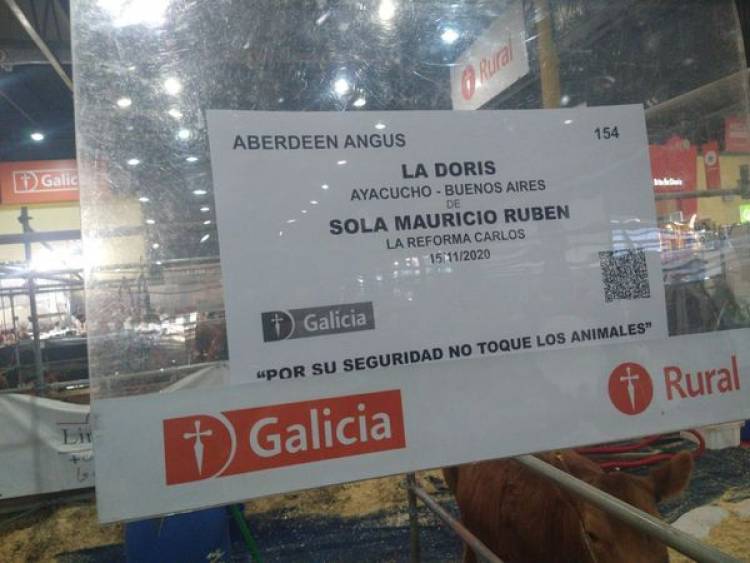 Rural
ABERDEEN ANGUS
154
LA DORIS
AYACUCHO - BUENOS AIRES
DE
SOLA MAURICIO RUBEN
LA REFORMA CARLOS
15/11/2020
Galicia
"POR SU SEGURIDAD NO TOQUE LOS ANIMALES"
Galicia
Rural
Galic